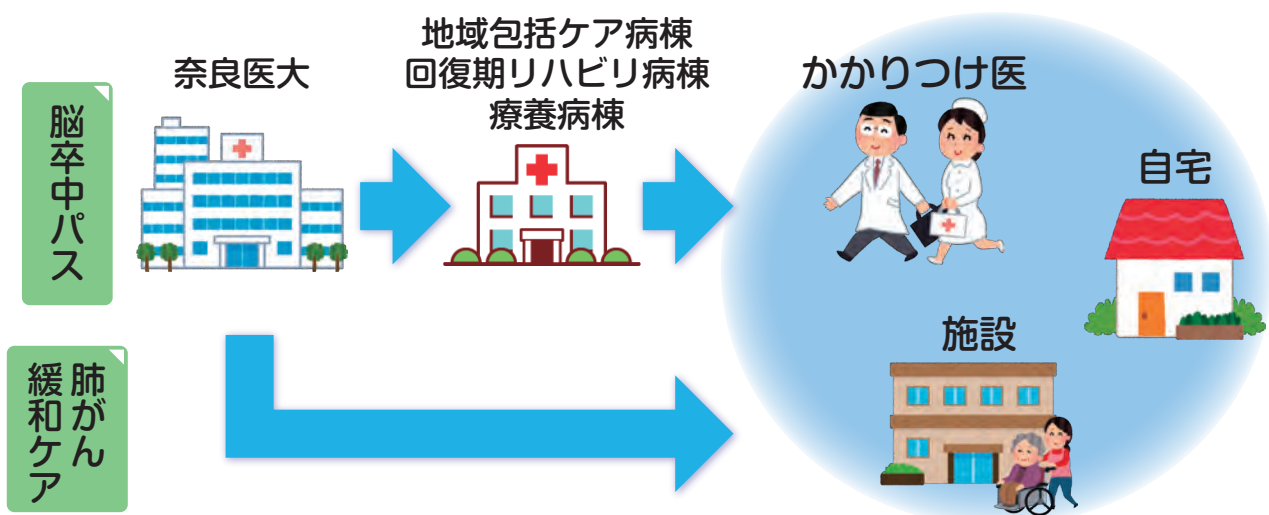 脳卒中パス
奈良医大
地域包括ケア病棟
回復期リハビリ病棟
療養病棟
かかりつけ医
自宅
施設
肺がん
緩和ケア